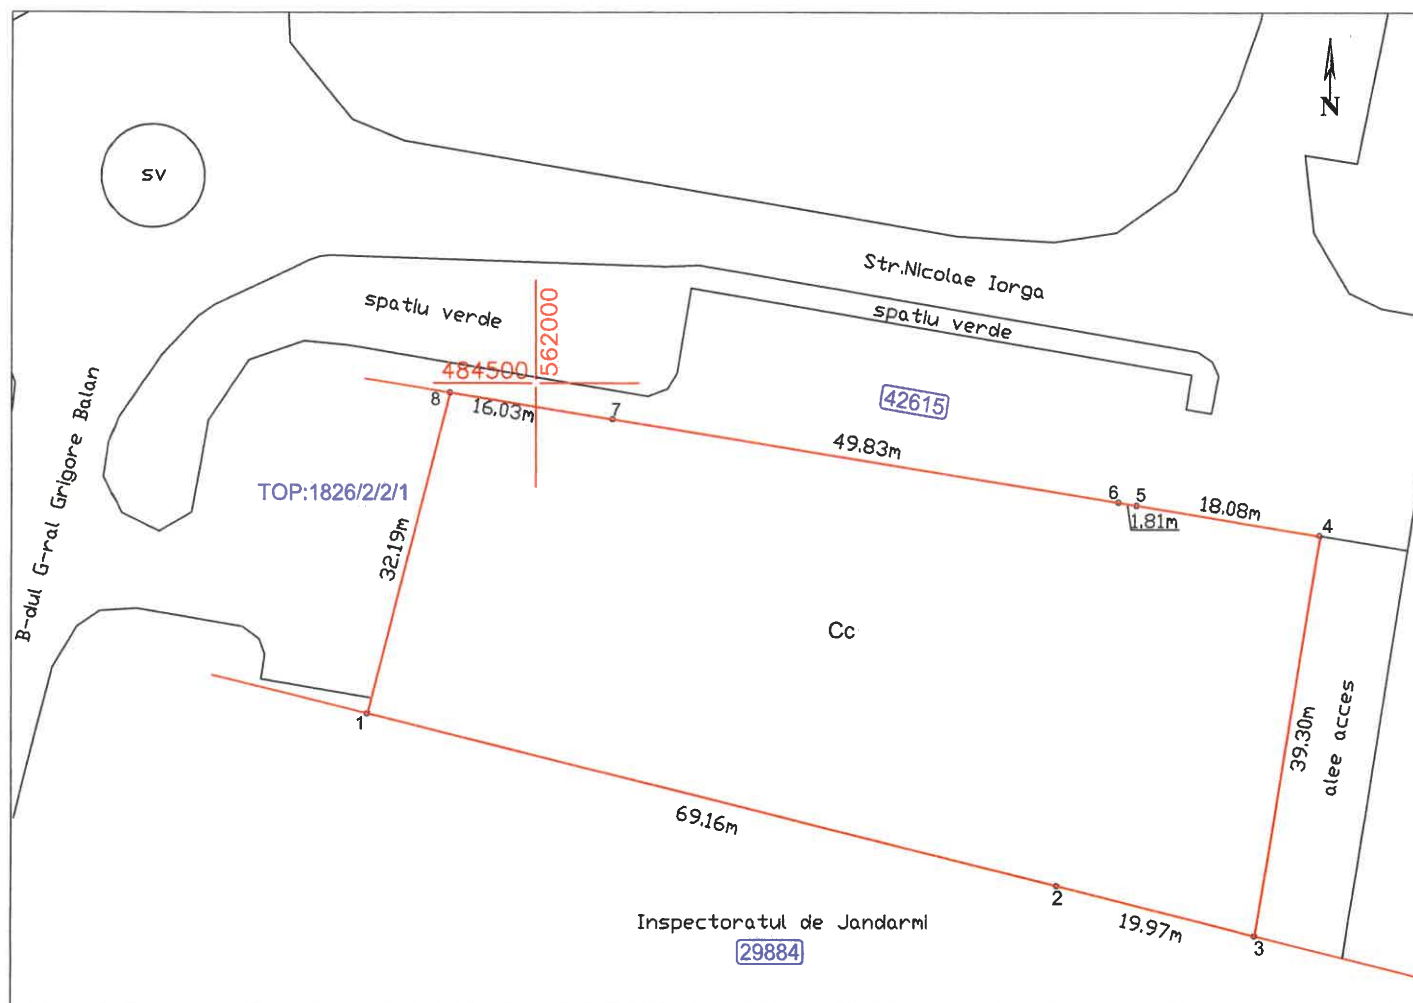 N
sv
Str.Nicolae Iorga
spatiu verde
spatiu verde
562000
484500
B-dul G-ral Grigore Balan
42615
8
16.03m
7
49.83m
TOP:1826/2/2/1
6
5
1.81m
18.08m
4
32.19m
Cc
39.30m
alee acces
1
69.16m
2
19.97m
3
Inspectoratul de Jandarmi
29884